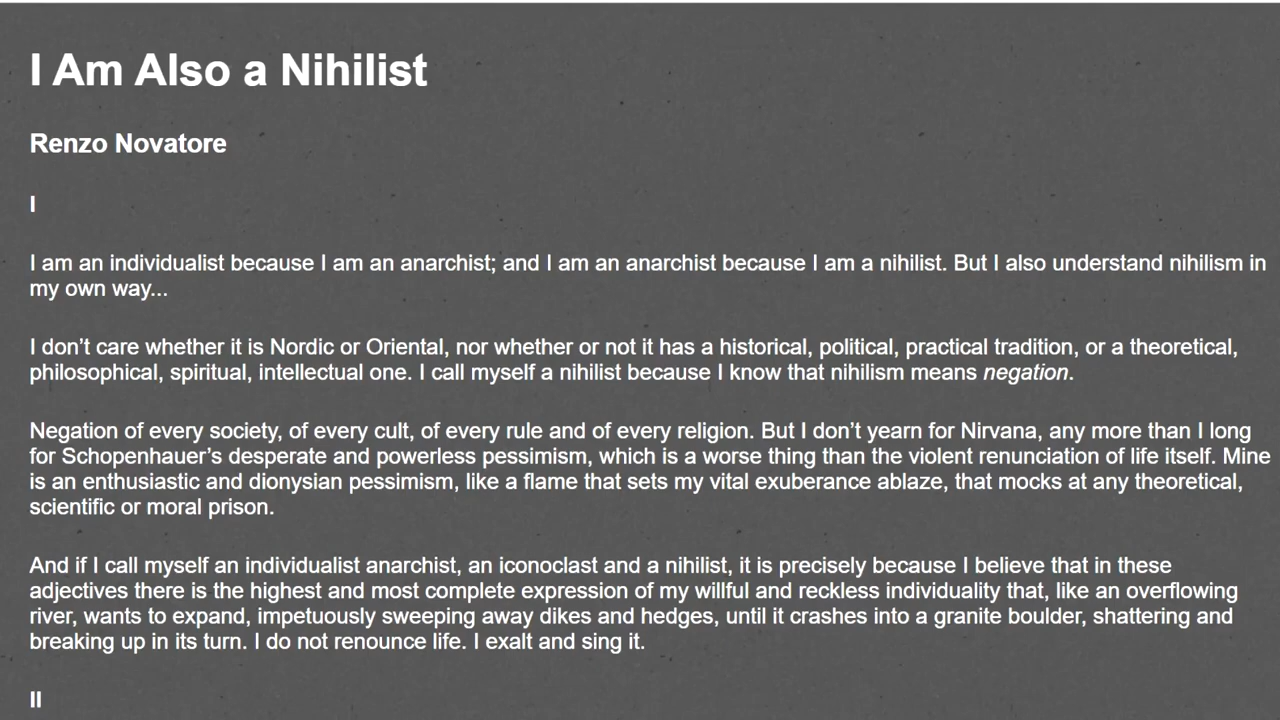 I Am Also a Nihilist
Renzo Novatore
I
I am an individualist because I am an anarchist; and I am an anarchist because I am a nihilist. But I also understand nihilism in
my own way...
I don’t care whether it is Nordic or Oriental, nor whether or not it has a historical, political, practical tradition, or a theoretical,
philosophical, spiritual, intellectual one. I call myself a nihilist because I know that nihilism means negation.
Negation of every society, of every cult, of every rule and of every religion. But I don’t yearn for Nirvana, any more than I long
for Schopenhauer’s desperate and powerless pessimism, which is a worse thing than the violent renunciation of life itself. Mine
is an enthusiastic and dionysian pessimism, like a flame that sets my vital exuberance ablaze, that mocks at any theoretical,
scientific or moral prison.
And if I call myself an individualist anarchist, an iconoclast and a nihilist, it is precisely because I believe that in these
adjectives there is the highest and most complete expression of my willful and reckless individuality that, like an overflowing
river, wants to expand, impetuously sweeping away dikes and hedges, until it crashes into a granite boulder, shattering and
breaking up in its turn. I do not renounce life. I exalt and sing it.
II